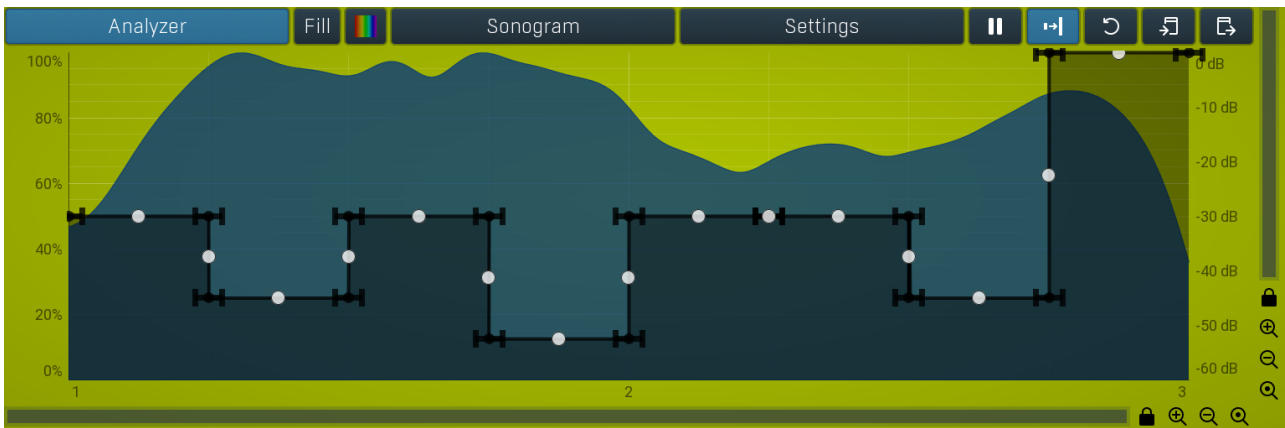 Analyzer Fill Sonogram Settings
100% 0 dB
80% -10 dB
60% -20 dB
40% -30 dB
20% -40 dB
0% -50 dB
-60 dB
1 2 3